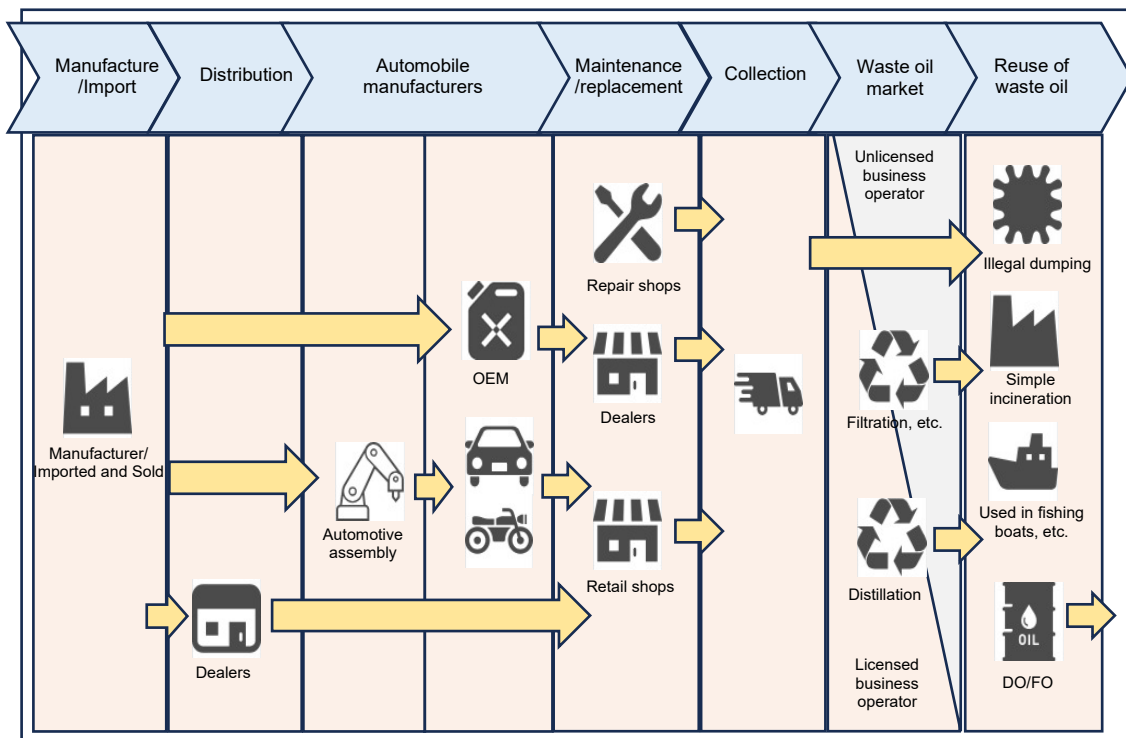 Manufacture
/Import
Distribution
Automobile
manufacturers
Maintenance
/replacement
Collection
Waste oil
market
Reuse of
waste oil
Unlicensed
business
operator
Repair shops
Illegal dumping
OEM
Dealers
Simple
incineration
Filtration, etc.
Manufacturer/
Imported and Sold
Automotive
assembly
Retail shops
Distillation
Used in fishing
boats, etc.
Dealers
Licensed
business
operator
OIL
DO/FO